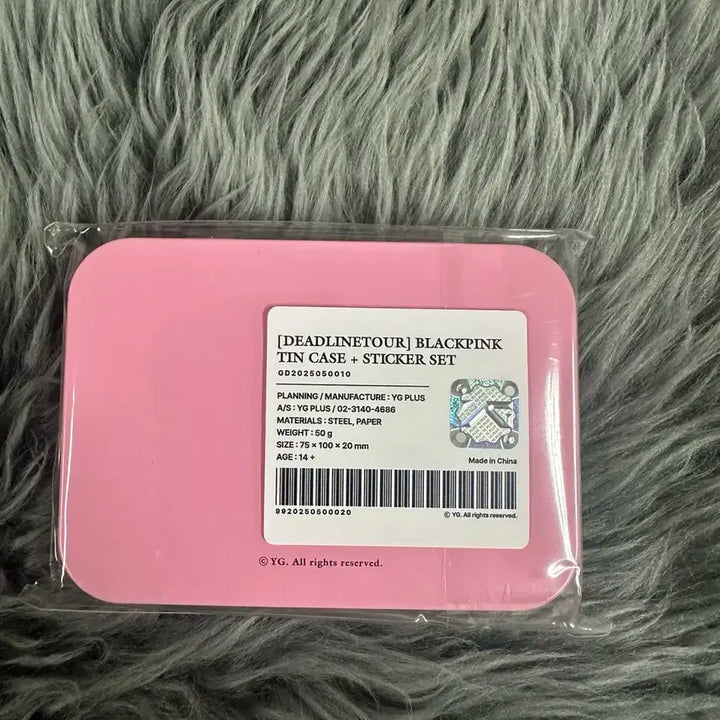 [DEADLINETOUR] BLACKPINK
TIN CASE + STICKER SET
GD2025050010
PLANNING / MANUFACTURE : YG PLUS
A/S : YG PLUS / 02-3140-4686
MATERIALS : STEEL, PAPER
WEIGHT : 50 g
SIZE : 75 × 100 × 20 mm
AGE : 14 +
Made in China
9920250500020
© YG. All rights reserved.
© YG. All rights reserved.